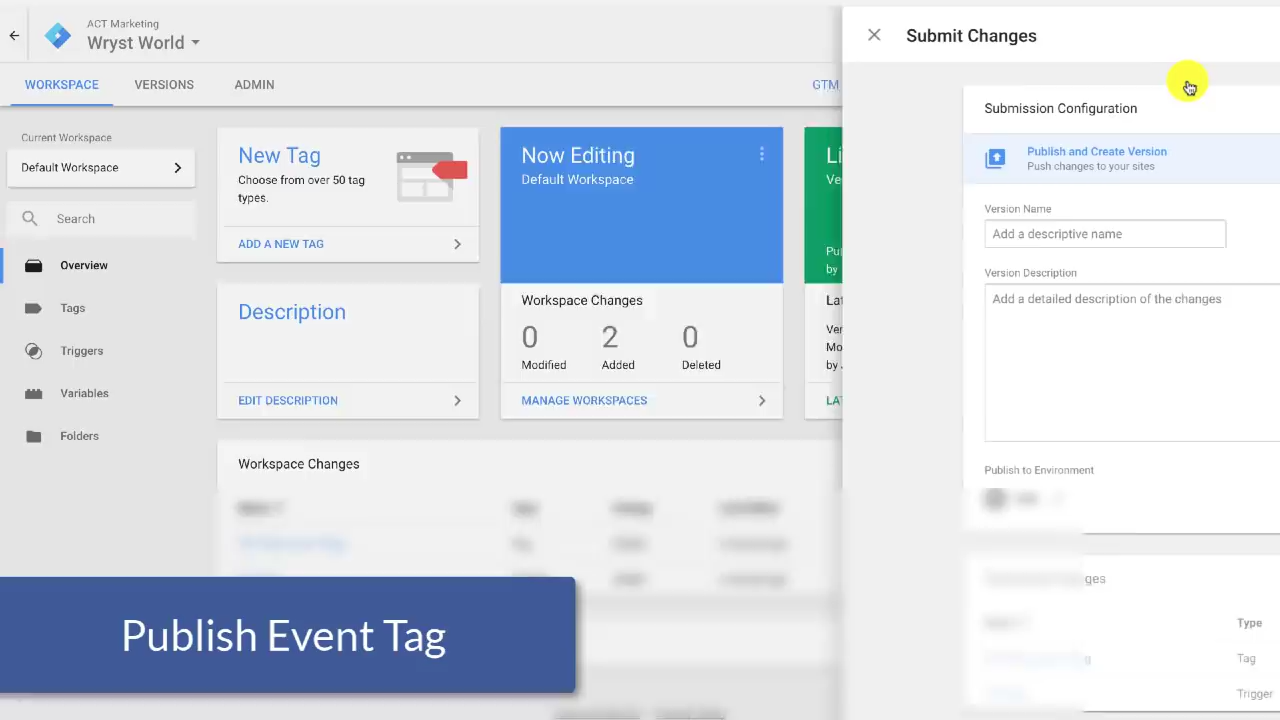 ACT Marketing
Wryst World
Submit Changes
WORKSPACE
VERSIONS
ADMIN
GTM
Submission Configuration
Current Workspace
Default Workspace
Search
Overview
Tags
Triggers
Variables
Folders
New Tag
Choose from over 50 tag
types.
ADD A NEW TAG
Description
EDIT DESCRIPTION
Now Editing
Default Workspace
Workspace Changes
0
2
0
Modified
Added
Deleted
MANAGE WORKSPACES
Workspace Changes
Publish and Create Version
Push changes to your sites
Version Name
Add a descriptive name
Version Description
Add a detailed description of the changes
Publish to Environment
Type
Tag
Trigger
Publish Event Tag